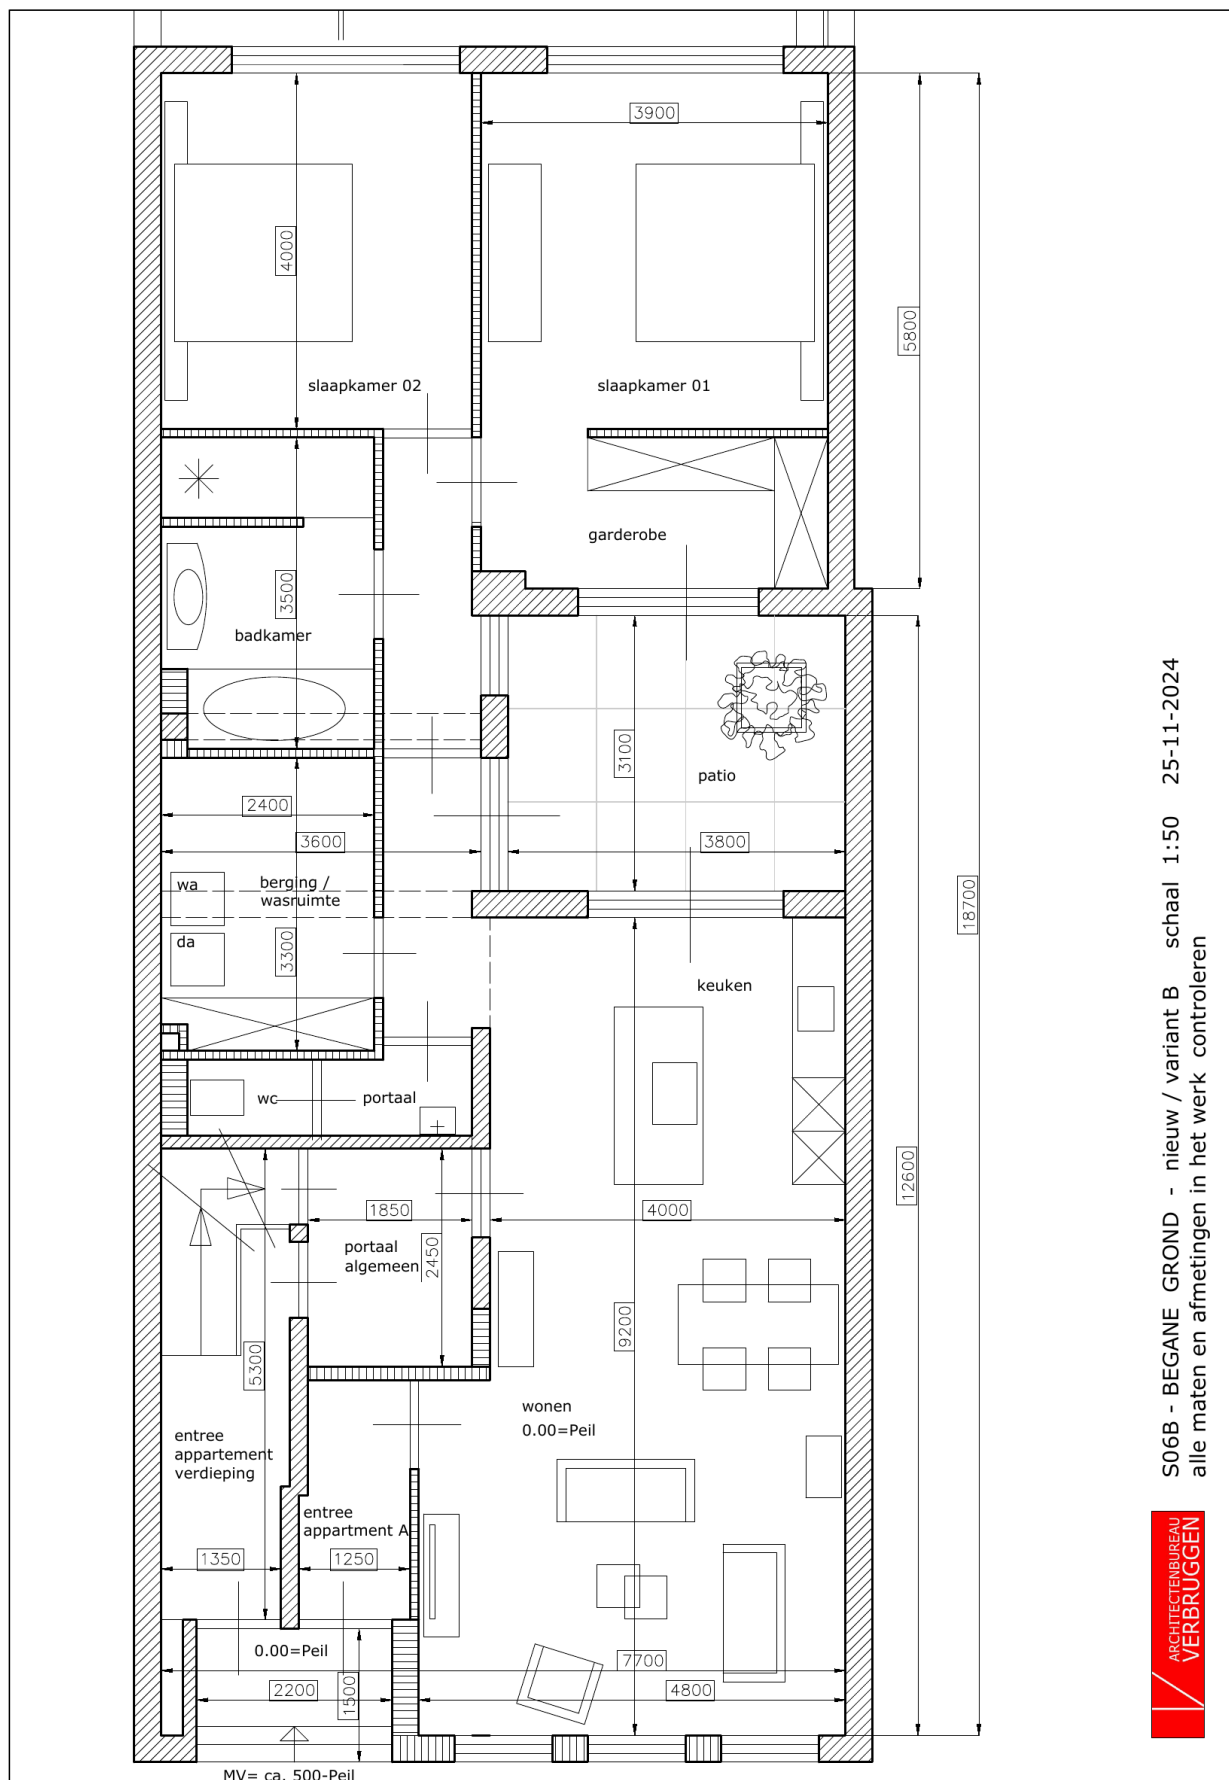 3900
4000
5800
slaapkamer 02
slaapkamer 01
garderobe
3500
badkamer
3100
patio
2400
3600
3800
wa
berging /
wasruimte
da
3300
18700
keuken
wc
portaal
12600
1850
4000
portaal
algemeen
2450
9200
5300
wonen
0.00=Peil
entree
appartement
verdieping
entree
appartment A
1350
1250
0.00=Peil
7700
2200
1500
4800
MV= ca. 500-Peil
S06B - BEGANE GROND - nieuw / variant B schaal 1:50 25-11-2024
alle maten en afmetingen in het werk controleren
ARCHITECTENBUREAU
VERBRUGGEN